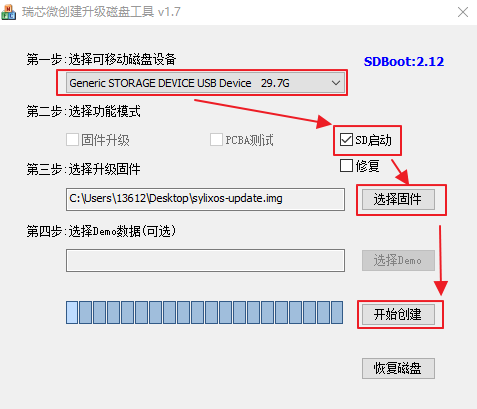 瑞芯微创建升级磁盘工具 v1.7
第一步:选择可移动磁盘设备
SDBoot:2.12
Generic STORAGE DEVICE USB Device 29.7G
第二步:选择功能模式
固件升级 PCBA测试 SD启动
第三步:选择升级固件 修复
C:\Users\13612\Desktop\sylixos-update.img 选择固件
第四步:选择Demo数据(可选)
选择Demo
开始创建
恢复磁盘